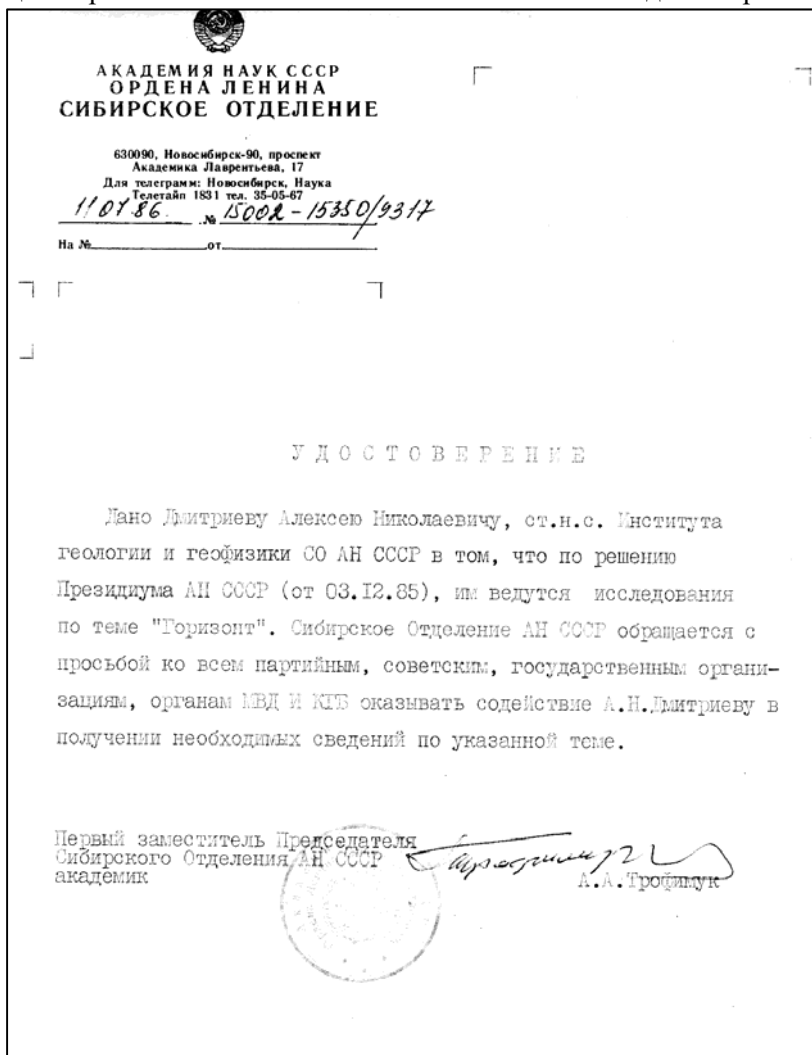 АКАДЕМИЯ НАУК СССР
ОРДЕНА ЛЕНИНА
СИБИРСКОЕ ОТДЕЛЕНИЕ
630090, Новосибирск-90, проспект
Академика Лаврентьева, 17
Для телеграмм: Новосибирск, Наука
Телетайп 1831 тел. 35-05-67
11 07 86. № 15002-15350/9317
На № от
УДОСТОВЕРЕНИЕ
Дано Дмитриеву Алексею Николаевичу, ст.н.с. Института
геологии и геофизики СО АН СССР в том, что по решению
Президиума АН СССР (от 03.12.85), им ведутся исследования
по теме "Горизонт". Сибирское Отделение АН СССР обращается с
просьбой ко всем партийным, советским, государственным органи-
зациям, органам МВД И КГБ оказывать содействие А.Н.Дмитриеву в
получении необходимых сведений по указанной теме.
Первый заместитель Председателя
Сибирского Отделения АН СССР
академик А.А.Трофимук